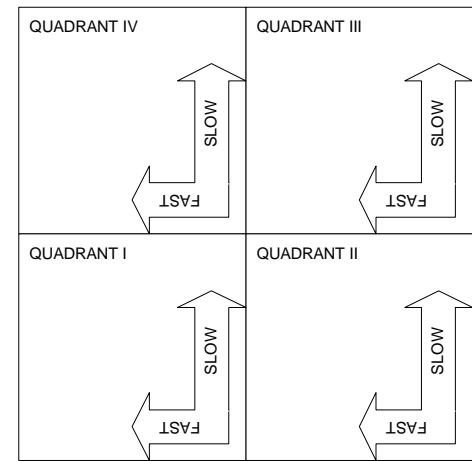 QUADRANT IV
QUADRANT III
SLOW
SLOW
FAST
FAST
QUADRANT I
QUADRANT II
SLOW
SLOW
FAST
FAST